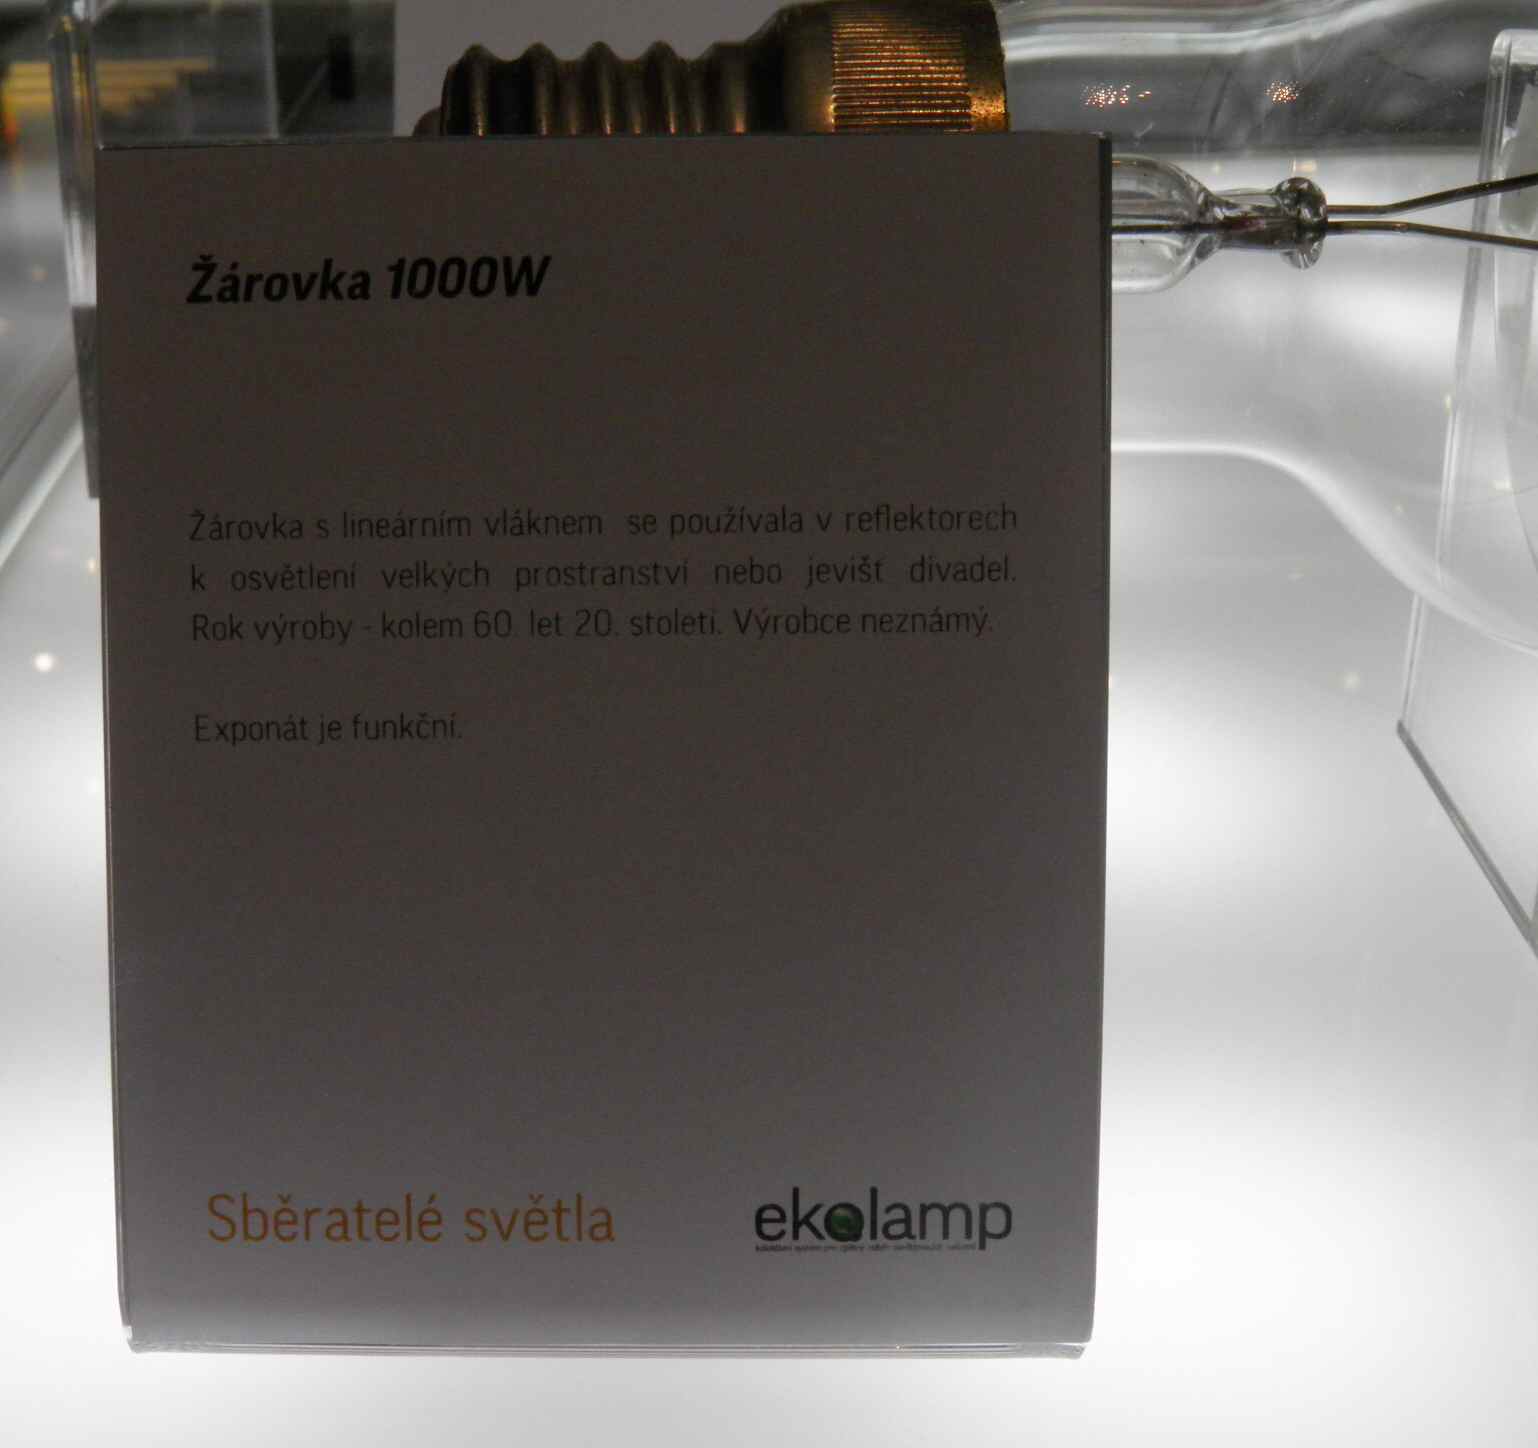 Žárovka 1000W
Žárovka s lineárním vláknem se používala v reflektorech
k osvětlení velkých prostranství nebo jevišť divadel.
Rok výroby - kolem 60. let 20. století. Výrobce neznámý.
Exponát je funkční.
Sběratelé světla
ekolamp